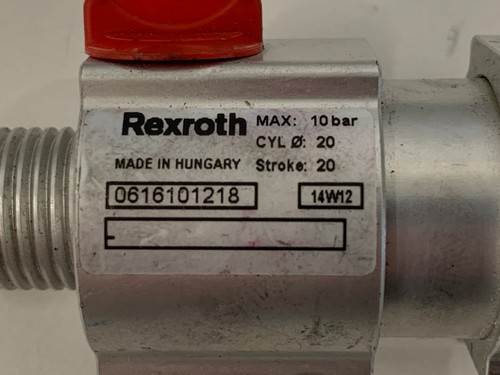 Rexroth MAX: 10 bar
CYL Ø: 20
MADE IN HUNGARY Stroke: 20
0616101218 14W12